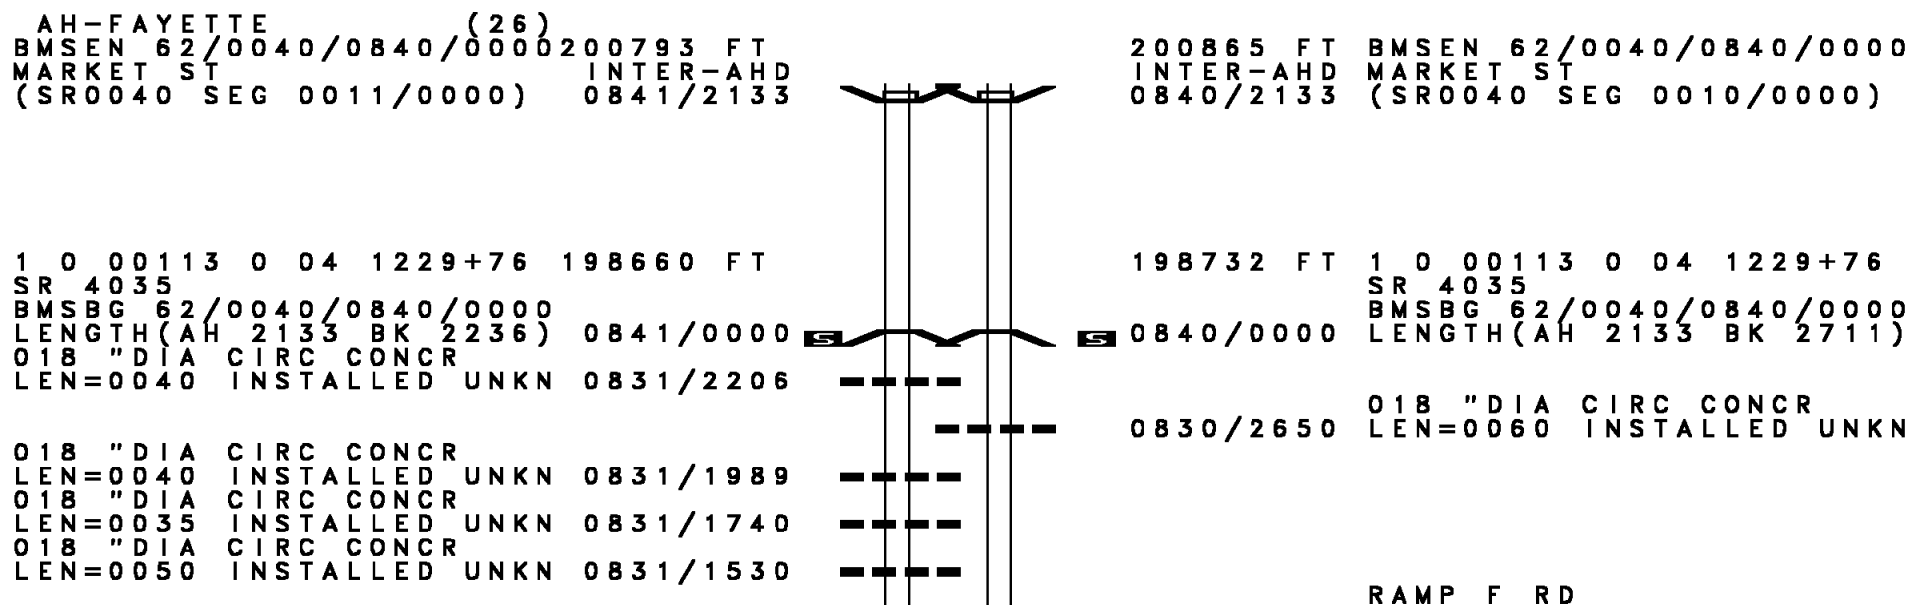 AH-FAYETTE (26)
BMSEN 62/0040/0840/0000200793 FT 200865 FT BMSEN 62/0040/0840/0000
MARKET ST INTER-AHD INTER-AHD MARKET ST
(SR0040 SEG 0011/0000) 0841/2133 0840/2133 (SR0040 SEG 0010/0000)
1 0 00113 0 04 1229+76 198660 FT 198732 FT 1 0 00113 0 04 1229+76
SR 4035 SR 4035
BMSBG 62/0040/0840/0000 BMSBG 62/0040/0840/0000
LENGTH(AH 2133 BK 2236) 0841/0000 S S 0840/0000 LENGTH(AH 2133 BK 2711)
018 "DIA CIRC CONCR
LEN=0040 INSTALLED UNKN 0831/2206
018 "DIA CIRC CONCR
0830/2650 LEN=0060 INSTALLED UNKN
018 "DIA CIRC CONCR
LEN=0040 INSTALLED UNKN 0831/1989
018 "DIA CIRC CONCR
LEN=0035 INSTALLED UNKN 0831/1740
018 "DIA CIRC CONCR
LEN=0050 INSTALLED UNKN 0831/1530
RAMP F RD